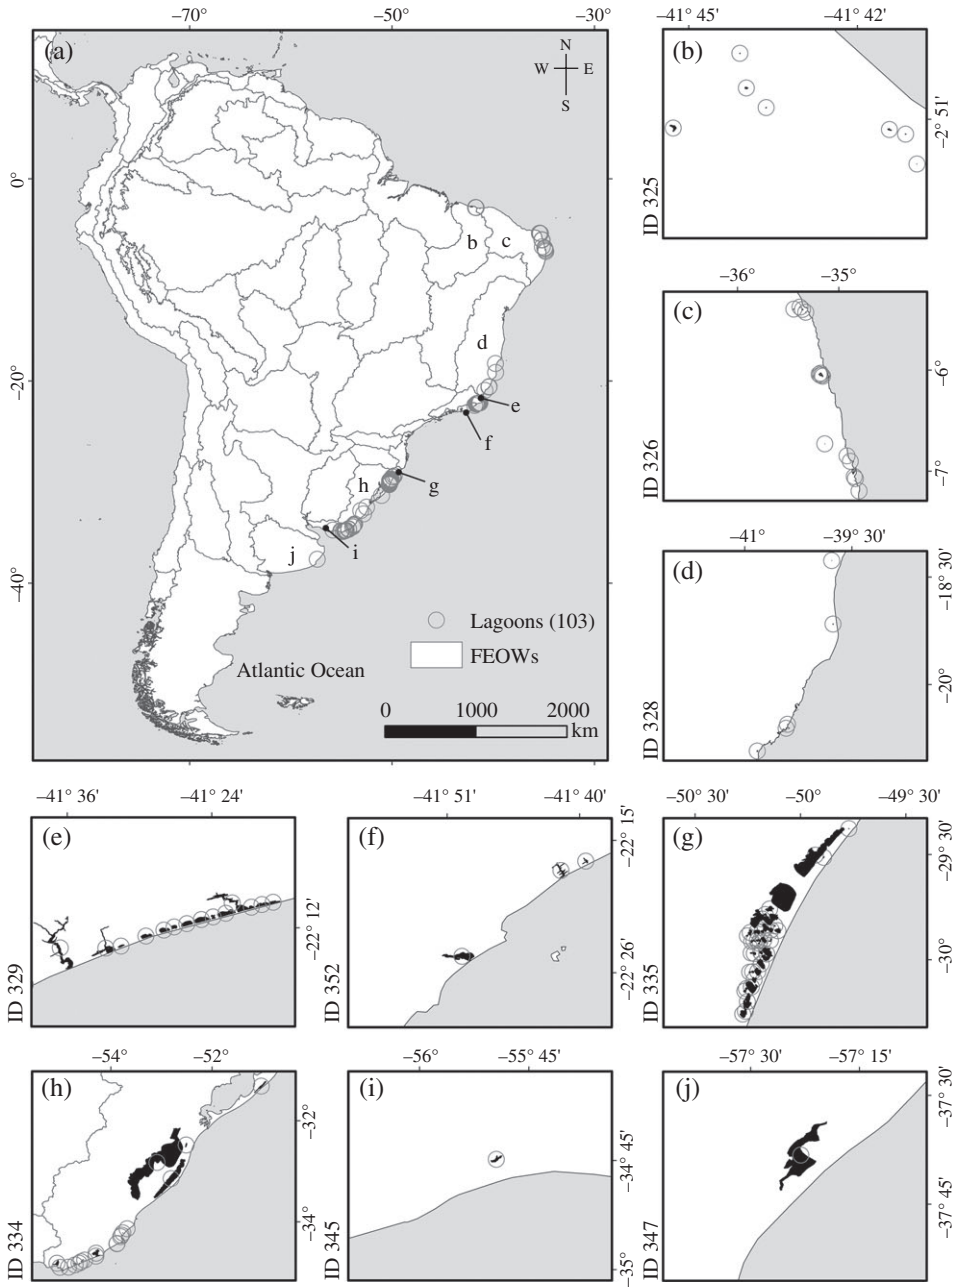 −70° −50° −30°
(a)
N
W E
S
0°
−20°
−40°
b
c
d
e
f
g
h
i
j
Lagoons (103)
FEOWs
Atlantic Ocean
0 1000 2000
km
−41° 45' −41° 42'
(b)
−2° 51'
ID 325
−36° −35°
(c)
−6°
−7°
ID 326
−41° −39° 30'
(d)
−18° 30'
−20°
ID 328
−41° 36' −41° 24'
(e)
−22° 12'
ID 329
−41° 51' −41° 40'
(f)
−22° 15'
−22° 26'
ID 352
−50° 30' −50° −49° 30'
(g)
−29° 30'
−30°
ID 335
−54° −52°
(h)
−32°
−34°
ID 334
−56° −55° 45'
(i)
−34° 45'
−35°
ID 345
−57° 30' −57° 15'
(j)
−37° 30'
−37° 45'
ID 347